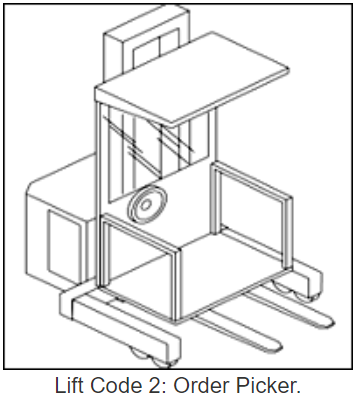 Lift Code 2: Order Picker.